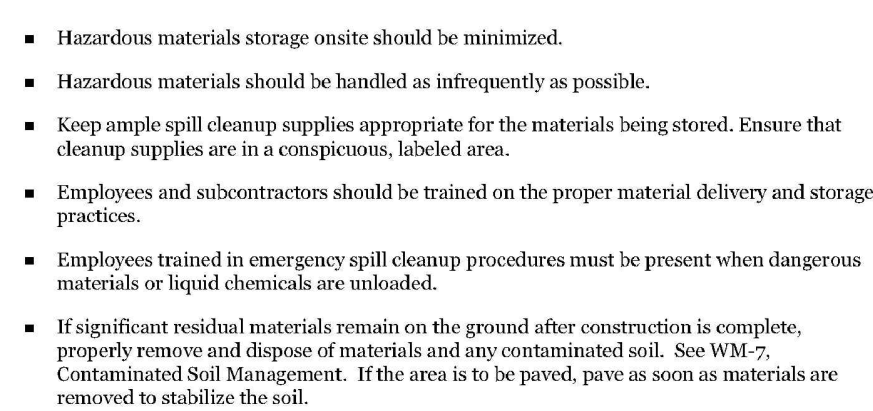 ▪ Hazardous materials storage onsite should be minimized.
▪ Hazardous materials should be handled as infrequently as possible.
▪ Keep ample spill cleanup supplies appropriate for the materials being stored. Ensure that
cleanup supplies are in a conspicuous, labeled area.
▪ Employees and subcontractors should be trained on the proper material delivery and storage
practices.
▪ Employees trained in emergency spill cleanup procedures must be present when dangerous
materials or liquid chemicals are unloaded.
▪ If significant residual materials remain on the ground after construction is complete,
properly remove and dispose of materials and any contaminated soil.  See WM-7,
Contaminated Soil Management.  If the area is to be paved, pave as soon as materials are
removed to stabilize the soil.